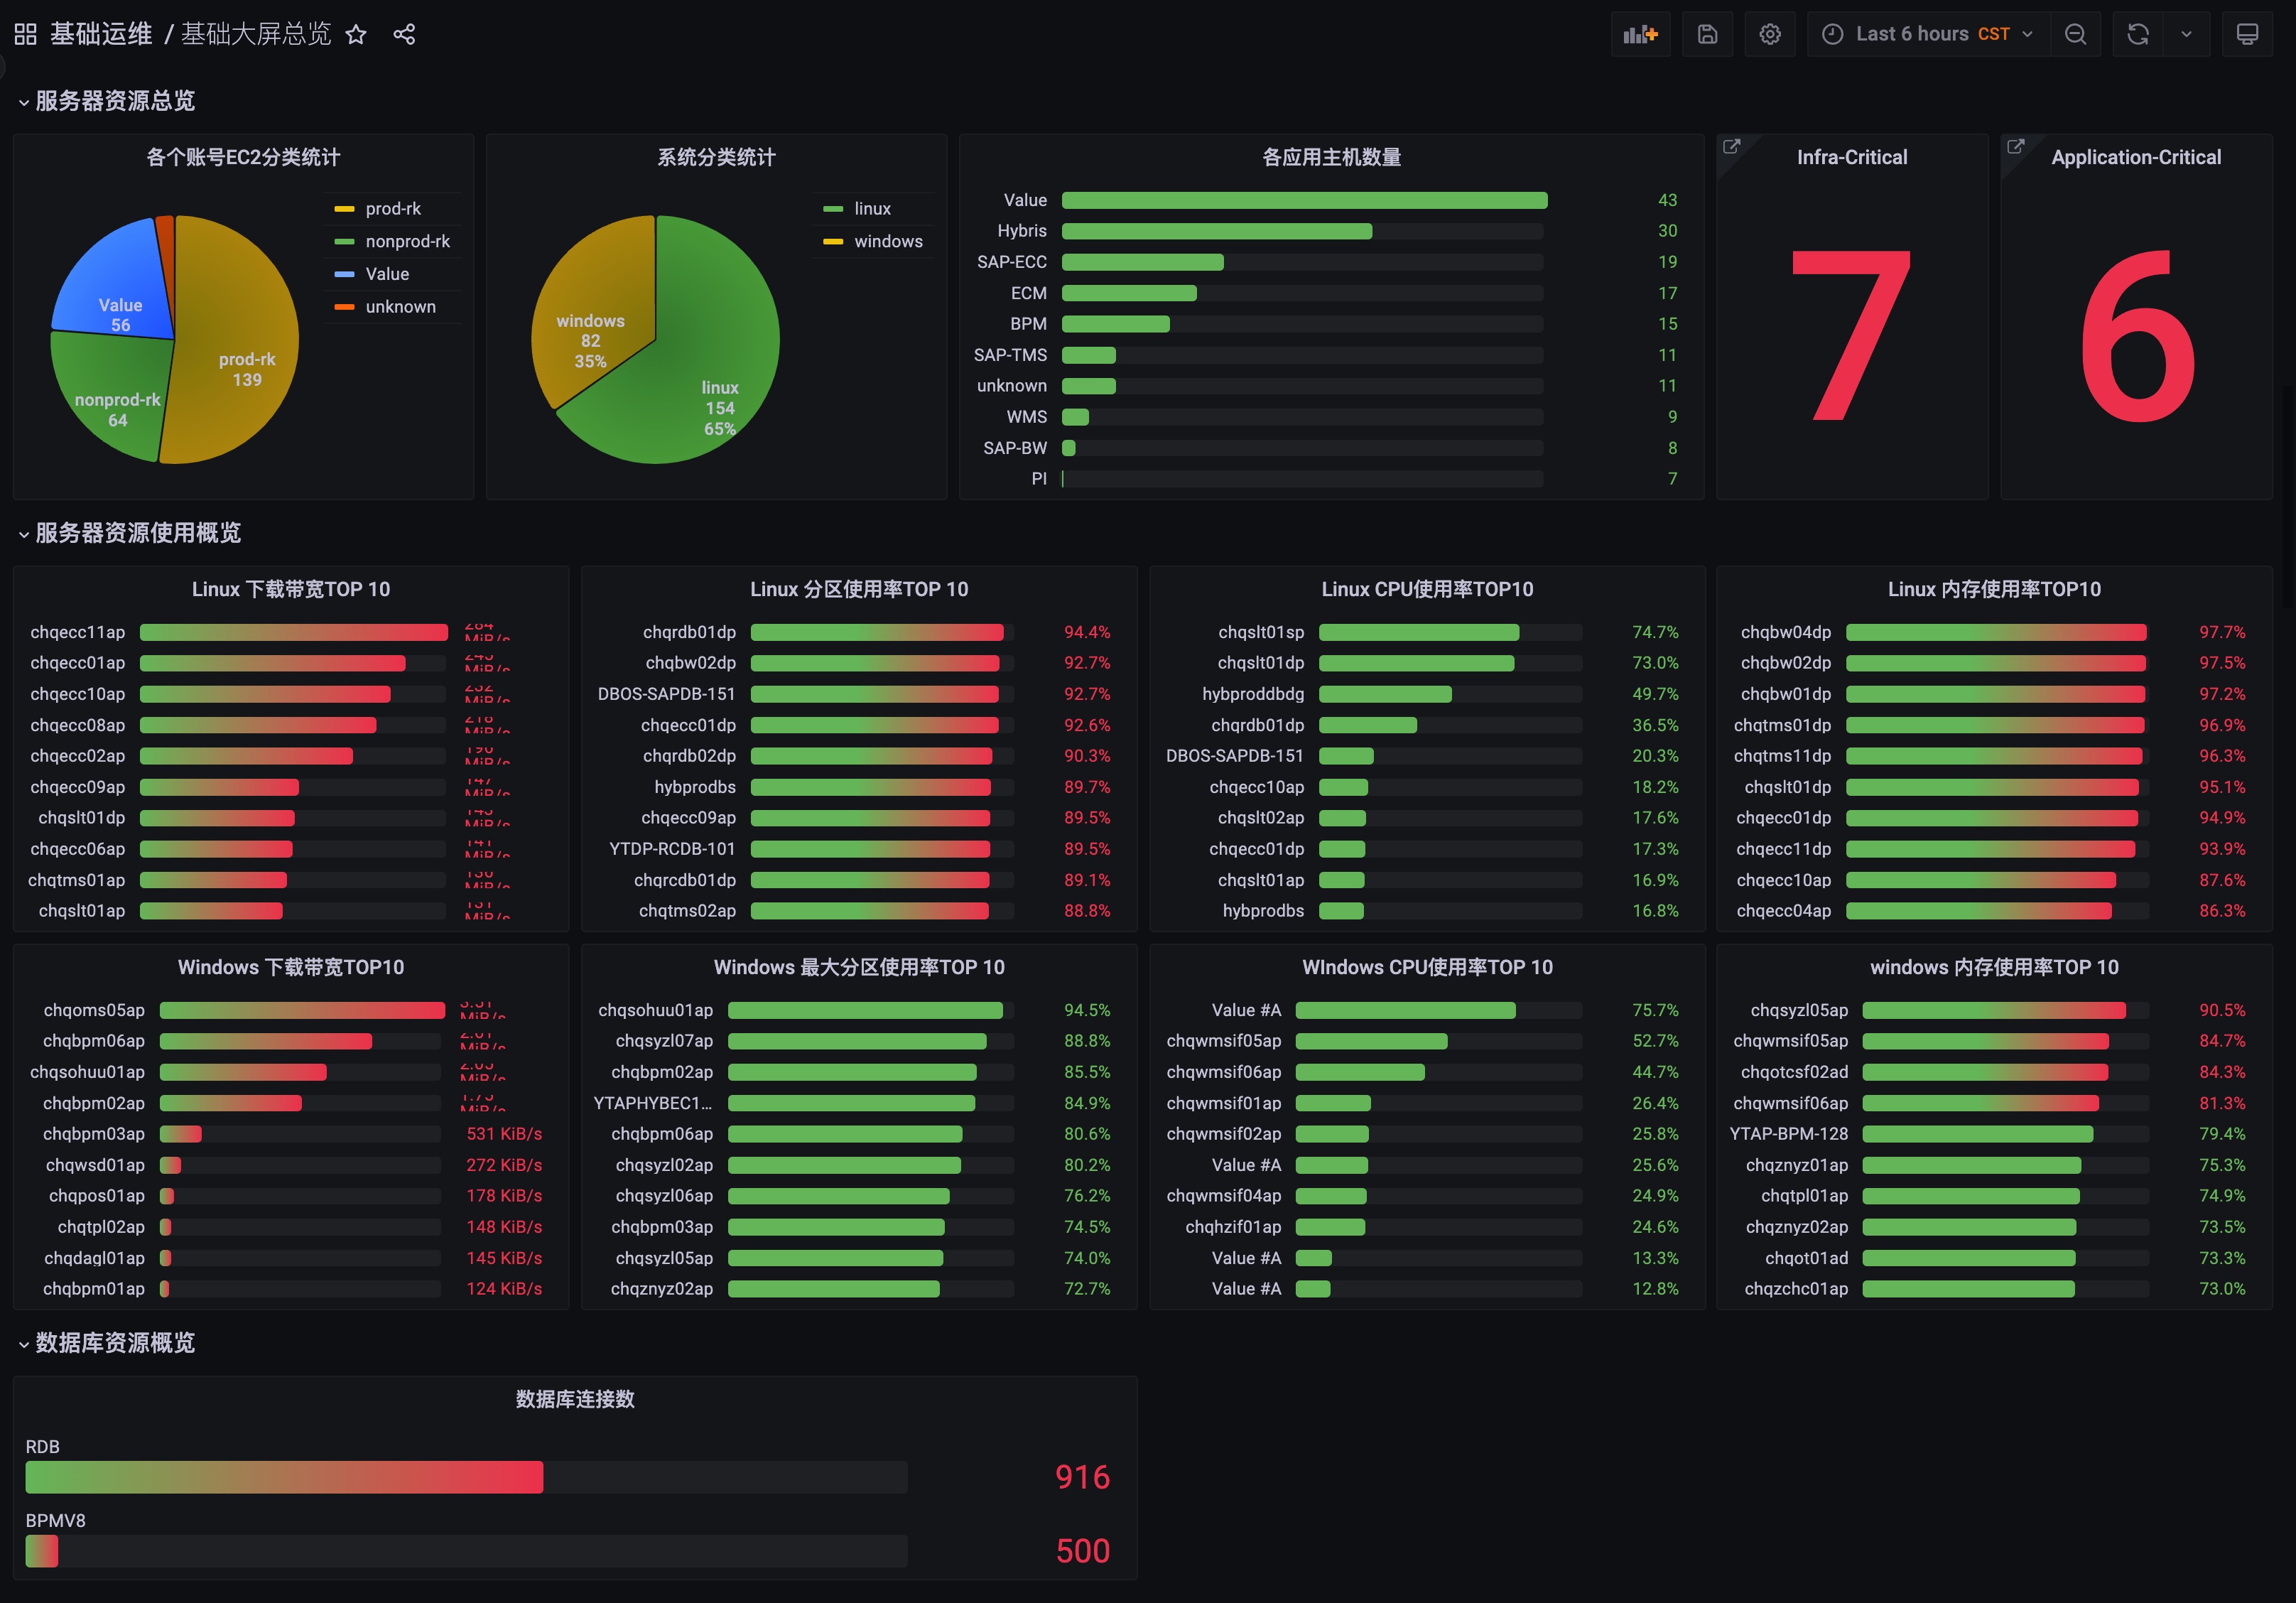 基础运维 / 基础大屏总览
Last 6 hours CST
服务器资源总览
各个账号EC2分类统计
prod-rk
nonprod-rk
Value
unknown
Value
56
prod-rk
139
nonprod-rk
64
系统分类统计
linux
windows
windows
82
35%
linux
154
65%
各应用主机数量
Value 43
Hybris 30
SAP-ECC 19
ECM 17
BPM 15
SAP-TMS 11
unknown 11
WMS 9
SAP-BW 8
PI 7
Infra-Critical
7
Application-Critical
6
服务器资源使用概览
Linux 下载带宽TOP 10
chqecc11ap
chqecc01ap
chqecc10ap
chqecc08ap
chqecc02ap
chqecc09ap
chqslt01dp
chqecc06ap
chqtms01ap
chqslt01ap
Linux 分区使用率TOP 10
chqrdb01dp 94.4%
chqbw02dp 92.7%
DBOS-SAPDB-151 92.7%
chqecc01dp 92.6%
chqrdb02dp 90.3%
hybprodbs 89.7%
chqecc09ap 89.5%
YTDP-RCDB-101 89.5%
chqrcdb01dp 89.1%
chqtms02ap 88.8%
Linux CPU使用率TOP10
chqslt01sp 74.7%
chqslt01dp 73.0%
hybproddbdg 49.7%
chqrdb01dp 36.5%
DBOS-SAPDB-151 20.3%
chqecc10ap 18.2%
chqslt02ap 17.6%
chqecc01dp 17.3%
chqslt01ap 16.9%
hybprodbs 16.8%
Linux 内存使用率TOP10
chqbw04dp 97.7%
chqbw02dp 97.5%
chqbw01dp 97.2%
chqtms01dp 96.9%
chqtms11dp 96.3%
chqslt01dp 95.1%
chqecc01dp 94.9%
chqecc11dp 93.9%
chqecc10ap 87.6%
chqecc04ap 86.3%
Windows 下载带宽TOP10
chqoms05ap
chqbpm06ap
chqsohuu01ap
chqbpm02ap
chqbpm03ap 531 KiB/s
chqwsd01ap 272 KiB/s
chqpos01ap 178 KiB/s
chqtpl02ap 148 KiB/s
chqdagl01ap 145 KiB/s
chqbpm01ap 124 KiB/s
Windows 最大分区使用率TOP 10
chqsohuu01ap 94.5%
chqsyzl07ap 88.8%
chqbpm02ap 85.5%
YTAPHYBEC1... 84.9%
chqbpm06ap 80.6%
chqsyzl02ap 80.2%
chqsyzl06ap 76.2%
chqbpm03ap 74.5%
chqsyzl05ap 74.0%
chqznyz02ap 72.7%
WIndows CPU使用率TOP 10
Value #A 75.7%
chqwmsif05ap 52.7%
chqwmsif06ap 44.7%
chqwmsif01ap 26.4%
chqwmsif02ap 25.8%
Value #A 25.6%
chqwmsif04ap 24.9%
chqhzif01ap 24.6%
Value #A 13.3%
Value #A 12.8%
windows 内存使用率TOP 10
chqsyzl05ap 90.5%
chqwmsif05ap 84.7%
chqotcsf02ad 84.3%
chqwmsif06ap 81.3%
YTAP-BPM-128 79.4%
chqznyz01ap 75.3%
chqtpl01ap 74.9%
chqznyz02ap 73.5%
chqot01ad 73.3%
chqzchc01ap 73.0%
数据库资源概览
数据库连接数
RDB
916
BPMV8
500